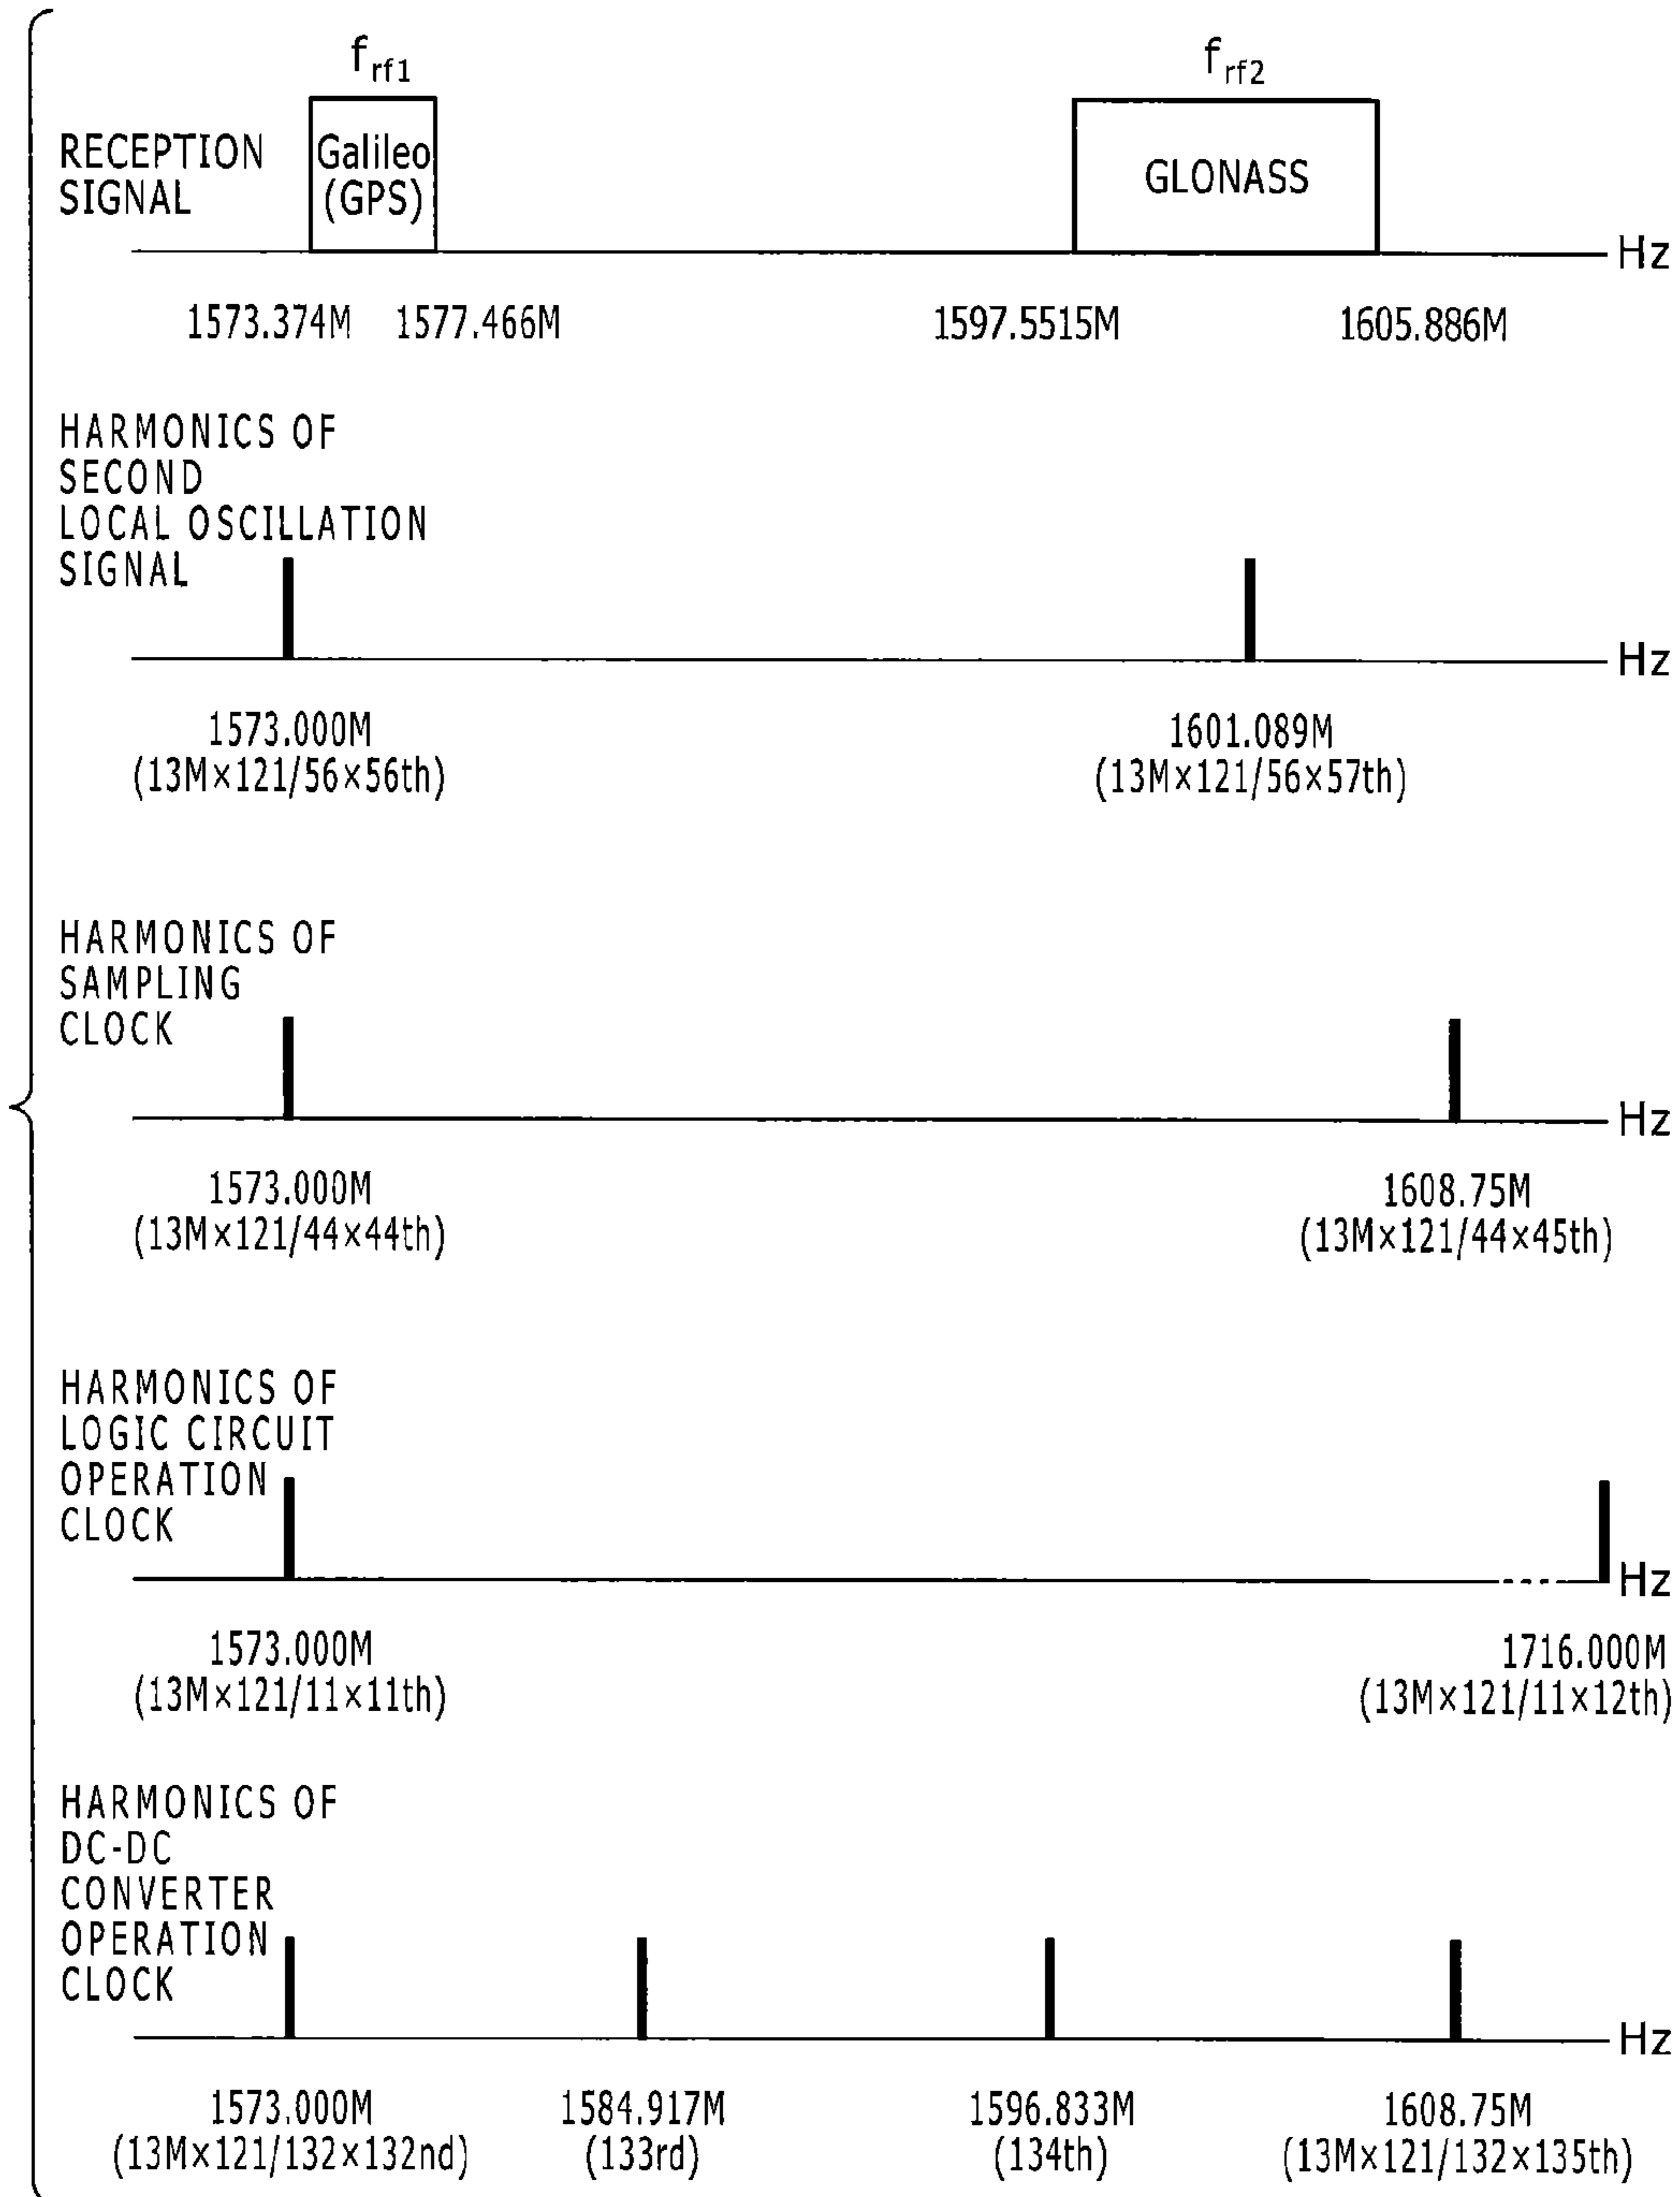 f rf1
f rf2
RECEPTION
SIGNAL
Galileo
(GPS)
GLONASS
Hz
1573.374M
1577.466M
1597.5515M
1605.886M
HARMONICS OF
SECOND
LOCAL OSCILLATION
SIGNAL
Hz
1573.000M
(13M×121/56×56th)
1601.089M
(13M×121/56×57th)
HARMONICS OF
SAMPLING
CLOCK
Hz
1573.000M
(13M×121/44×44th)
1608.75M
(13M×121/44×45th)
HARMONICS OF
LOGIC CIRCUIT
OPERATION
CLOCK
Hz
1573.000M
(13M×121/11×11th)
1716.000M
(13M×121/11×12th)
HARMONICS OF
DC-DC
CONVERTER
OPERATION
CLOCK
Hz
1573.000M
(13M×121/132×132nd)
1584.917M
(133rd)
1596.833M
(134th)
1608.75M
(13M×121/132×135th)